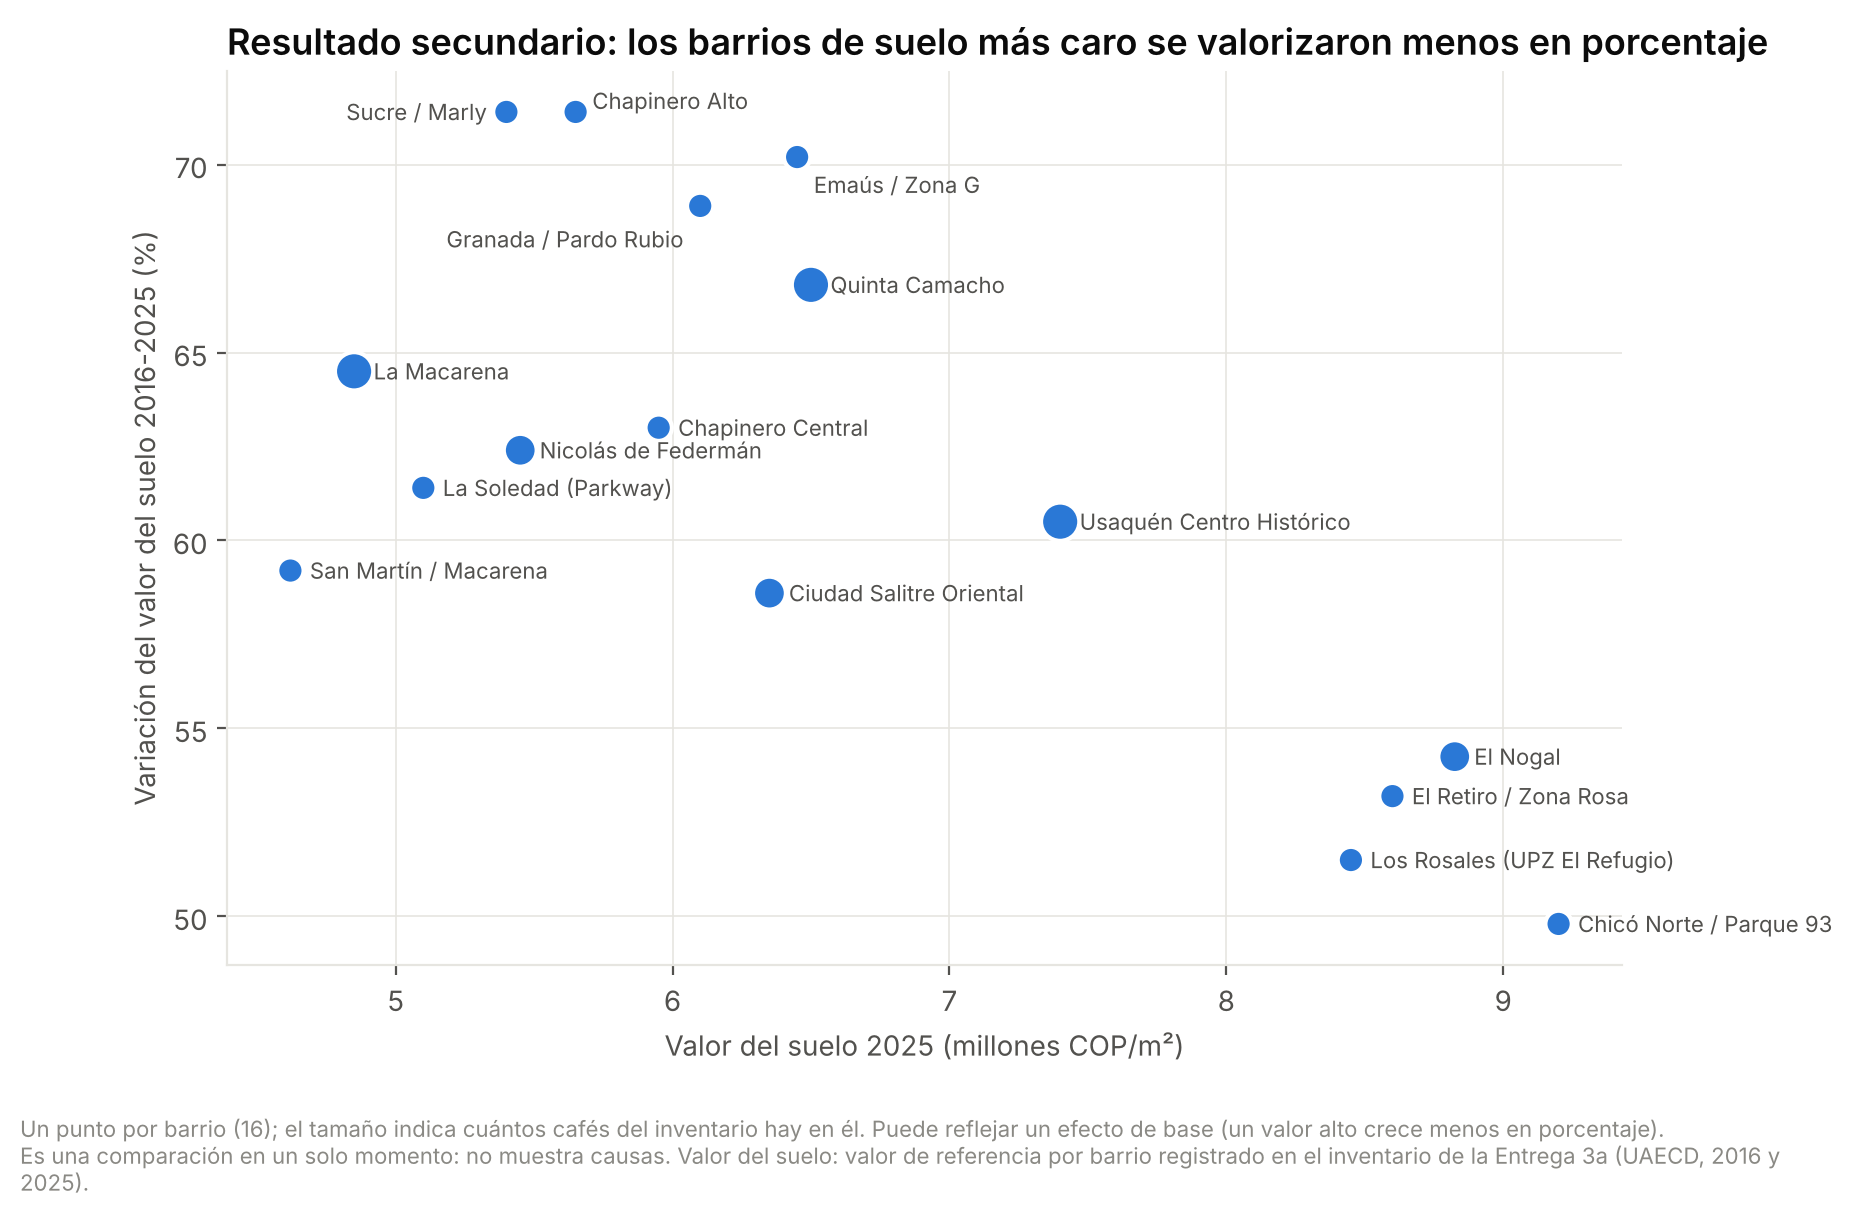 Resultado secundario: los barrios de suelo más caro se valorizaron menos en porcentaje
Sucre / Marly
Chapinero Alto
Emaús / Zona G
Granada / Pardo Rubio
Quinta Camacho
La Macarena
Chapinero Central
Nicolás de Federmán
La Soledad (Parkway)
Usaquén Centro Histórico
San Martín / Macarena
Ciudad Salitre Oriental
El Nogal
El Retiro / Zona Rosa
Los Rosales (UPZ El Refugio)
Chicó Norte / Parque 93
Variación del valor del suelo 2016-2025 (%)
70
65
60
55
50
5
6
7
8
9
Valor del suelo 2025 (millones COP/m²)
Un punto por barrio (16); el tamaño indica cuántos cafés del inventario hay en él. Puede reflejar un efecto de base (un valor alto crece menos en porcentaje).
Es una comparación en un solo momento: no muestra causas. Valor del suelo: valor de referencia por barrio registrado en el inventario de la Entrega 3a (UAECD, 2016 y
2025).